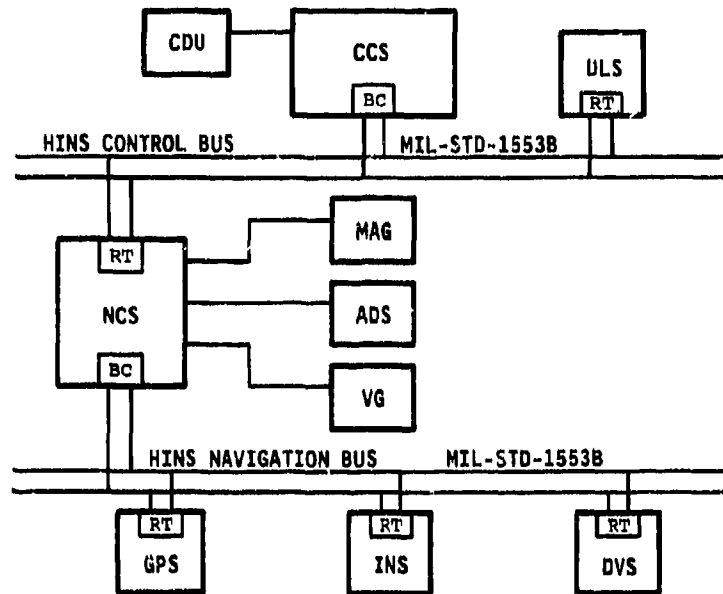 CDU
CCS
BC
DLS
RT
HINS CONTROL BUS
MIL-STD-1553B
RT
NCS
BC
MAG
ADS
VG
HINS NAVIGATION BUS
MIL-STD-1553B
RT
GPS
RT
INS
RT
DVS